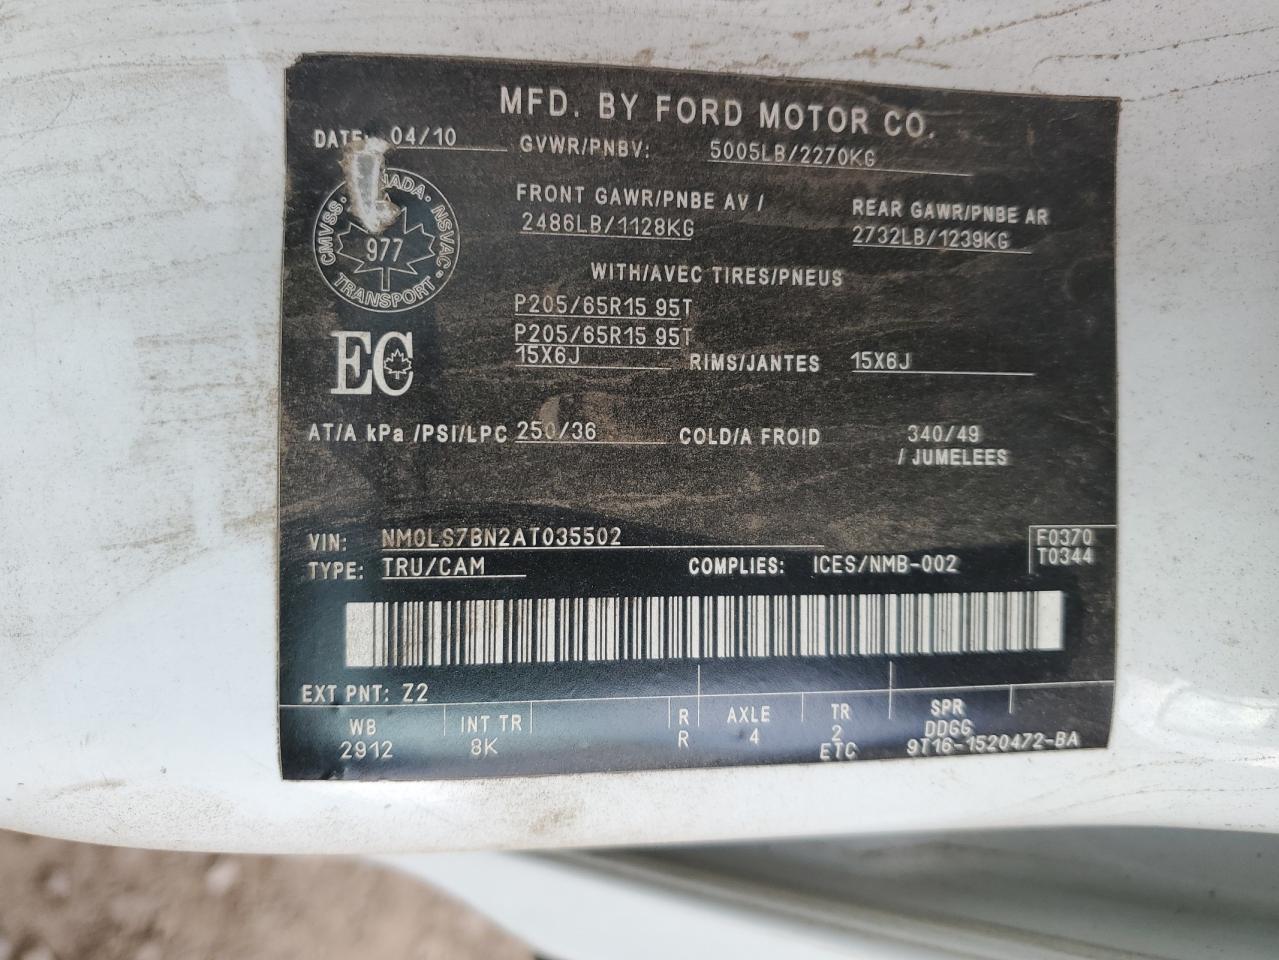 MFD. BY FORD MOTOR CO.
DATE: 04/10 GVWR/PNBV: 5005LB/2270KG
FRONT GAWR/PNBE AV / REAR GAWR/PNBE AR
2486LB/1128KG 2732LB/1239KG
WITH/AVEC TIRES/PNEUS
P205/65R15 95T
P205/65R15 95T
15X6J RIMS/JANTES 15X6J
CMVSS. NADA · NSVAC
977
TRANSPORT
EC
AT/A kPa /PSI/LPC 250/36 COLD/A FROID 340/49
/ JUMELEES
VIN: NM0LS7BN2AT035502 F0370
TYPE: TRU/CAM COMPLIES: ICES/NMB-002 T0344
EXT PNT: Z2
WB INT TR R AXLE TR SPR
2912 8K R 4 2 DDGG
ETC 9T16-1520472-BA